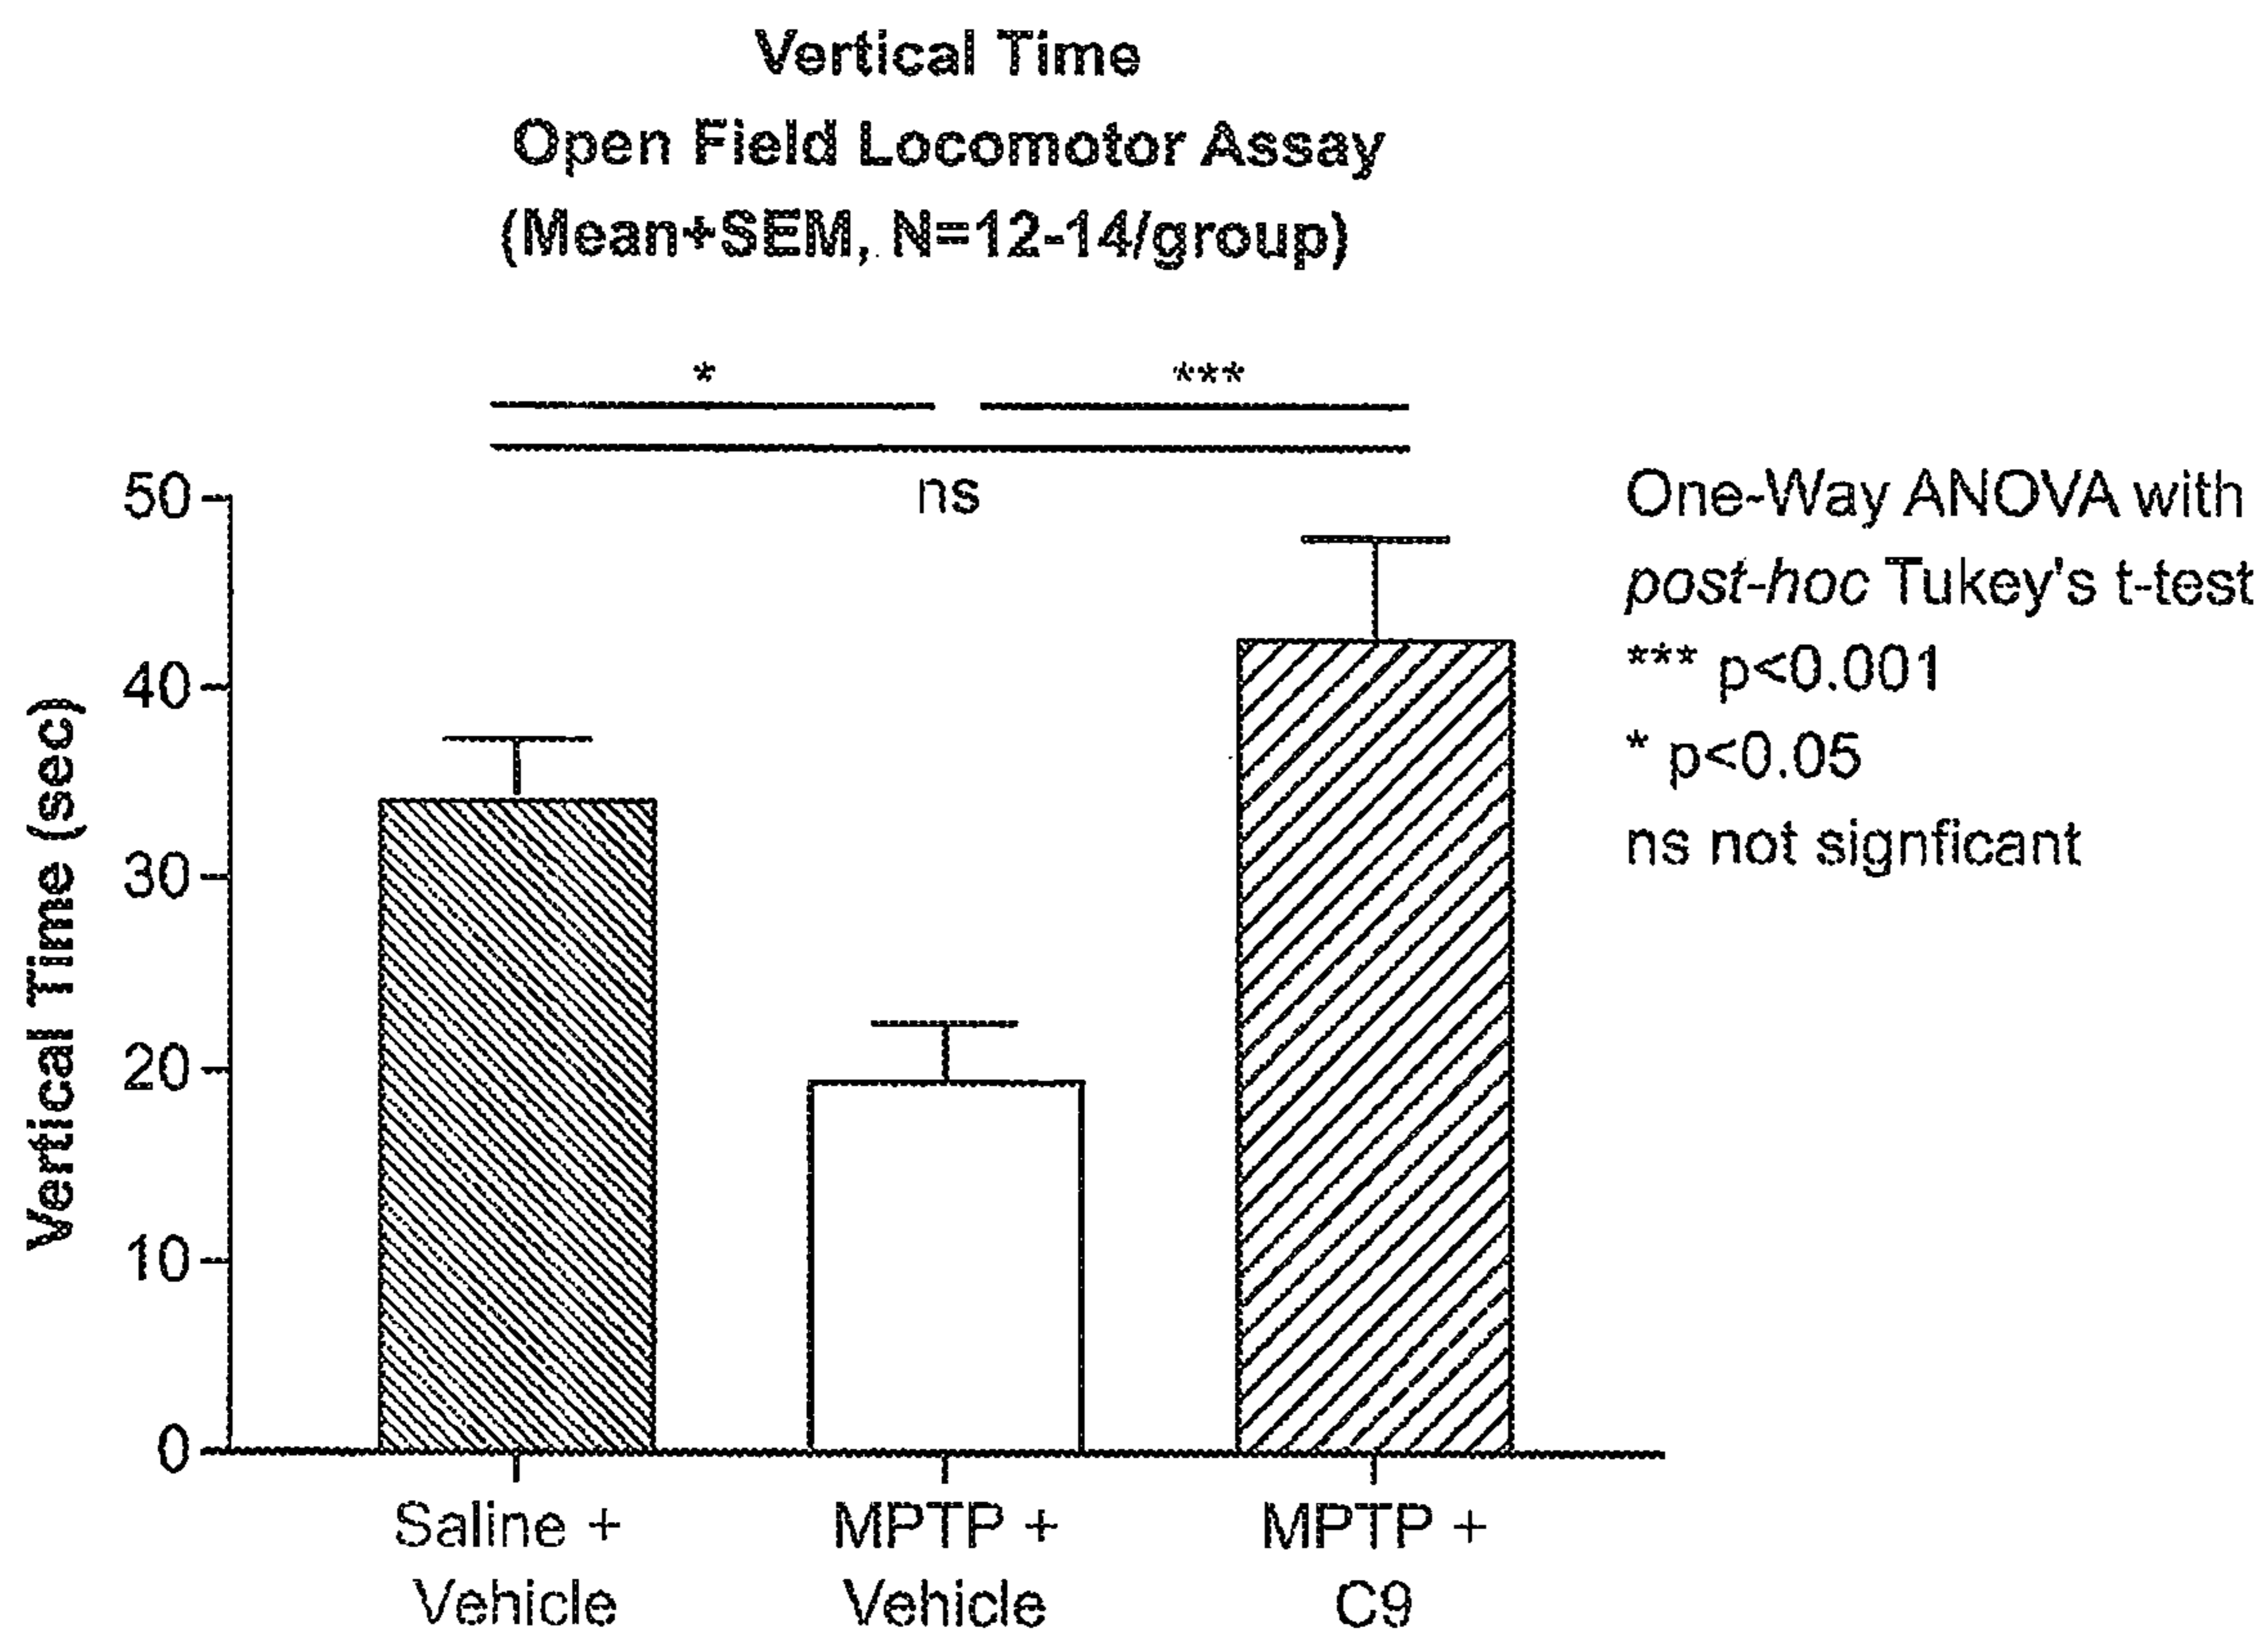 Vertical Time
Open Field Locomotor Assay
(Mean+SEM, N=12-14/group)
*
***
ns
50
40
30
20
10
0
Vertical Time (sec)
One-Way ANOVA with
post-hoc Tukey's t-test
*** p<0.001
* p<0.05
ns not signficant
Saline +
Vehicle
MPTP +
Vehicle
MPTP +
C9